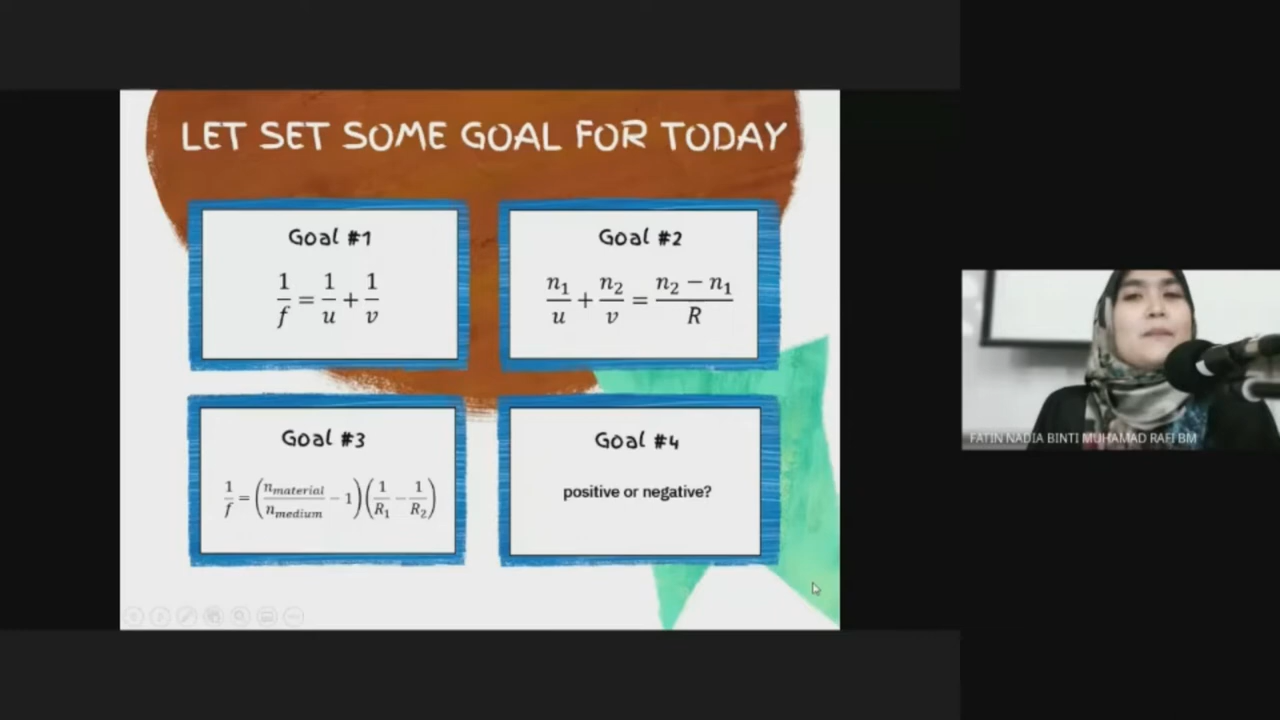 LET SET SOME GOAL FOR TODAY
Goal #1
1/f = 1/u + 1/v
Goal #2
n₁/u + n₂/v = (n₂ − n₁)/R
Goal #3
1/f = (n_material/n_medium − 1)(1/R₁ − 1/R₂)
Goal #4
positive or negative?
FATIN NADIA BINTI MUHAMAD RAFI BM